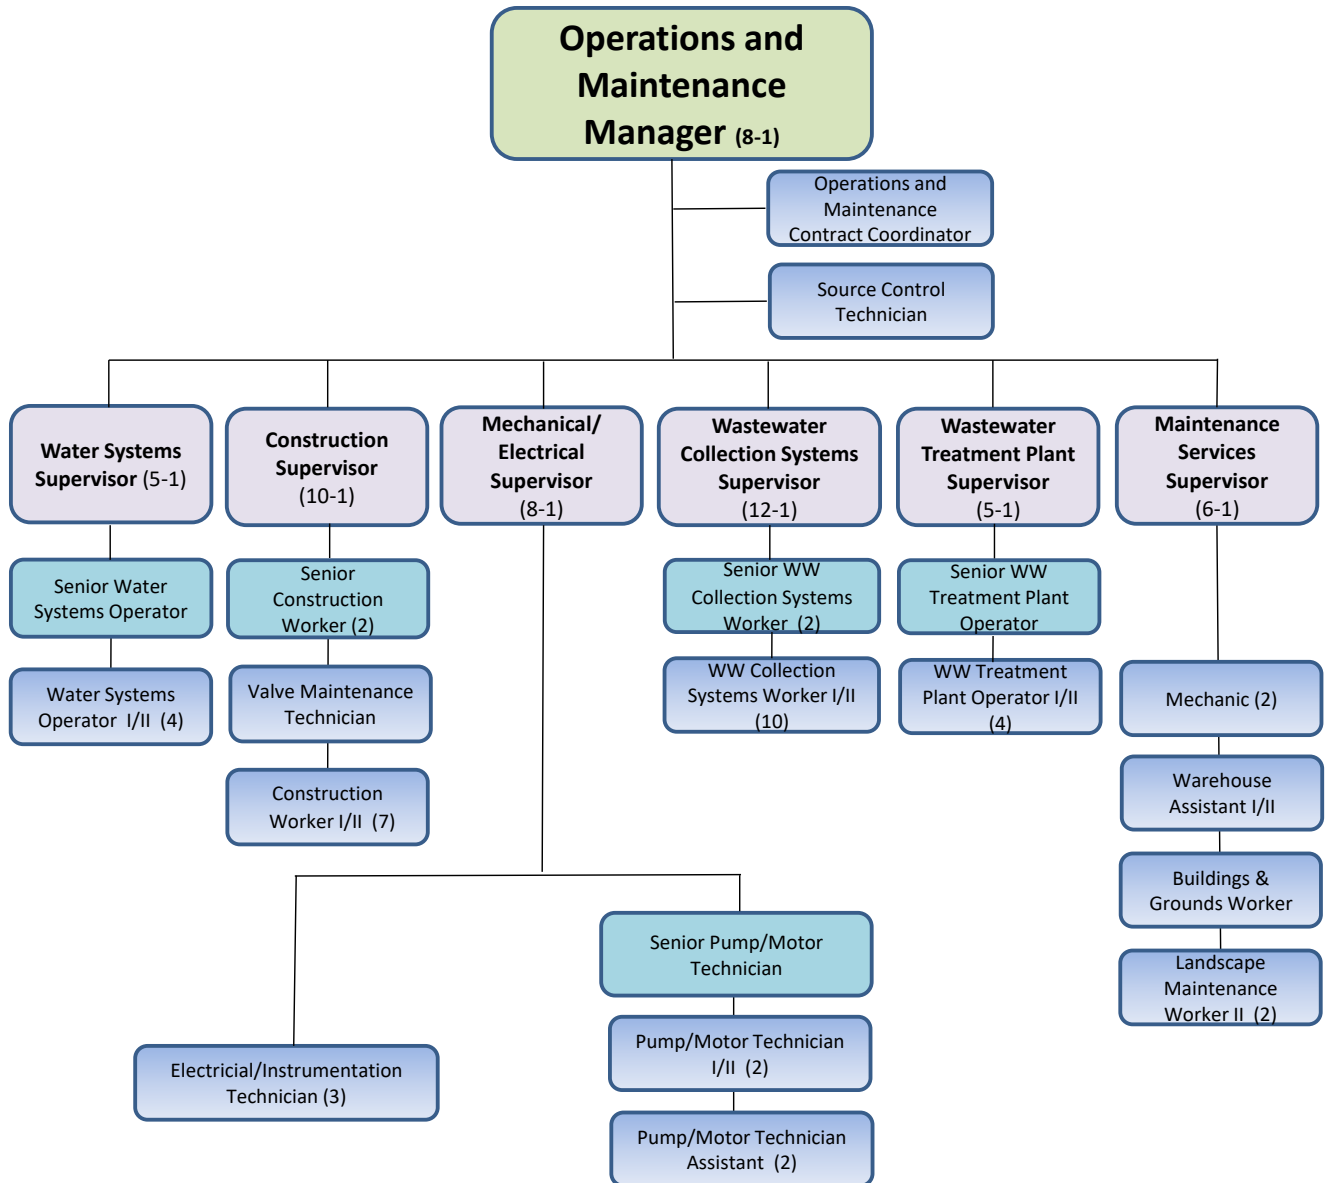 Operations and
Maintenance
Manager (8-1)
Operations and
Maintenance
Contract Coordinator
Source Control
Technician
Water Systems
Supervisor (5-1)
Construction
Supervisor
(10-1)
Mechanical/
Electrical
Supervisor
(8-1)
Wastewater
Collection Systems
Supervisor
(12-1)
Wastewater
Treatment Plant
Supervisor
(5-1)
Maintenance
Services
Supervisor
(6-1)
Senior Water
Systems Operator
Senior
Construction
Worker (2)
Senior WW
Collection Systems
Worker (2)
Senior WW
Treatment Plant
Operator
Water Systems
Operator I/II (4)
Valve Maintenance
Technician
WW Collection
Systems Worker I/II
(10)
WW Treatment
Plant Operator I/II
(4)
Mechanic (2)
Construction
Worker I/II (7)
Warehouse
Assistant I/II
Buildings &
Grounds Worker
Senior Pump/Motor
Technician
Landscape
Maintenance
Worker II (2)
Electricial/Instrumentation
Technician (3)
Pump/Motor Technician
I/II (2)
Pump/Motor Technician
Assistant (2)